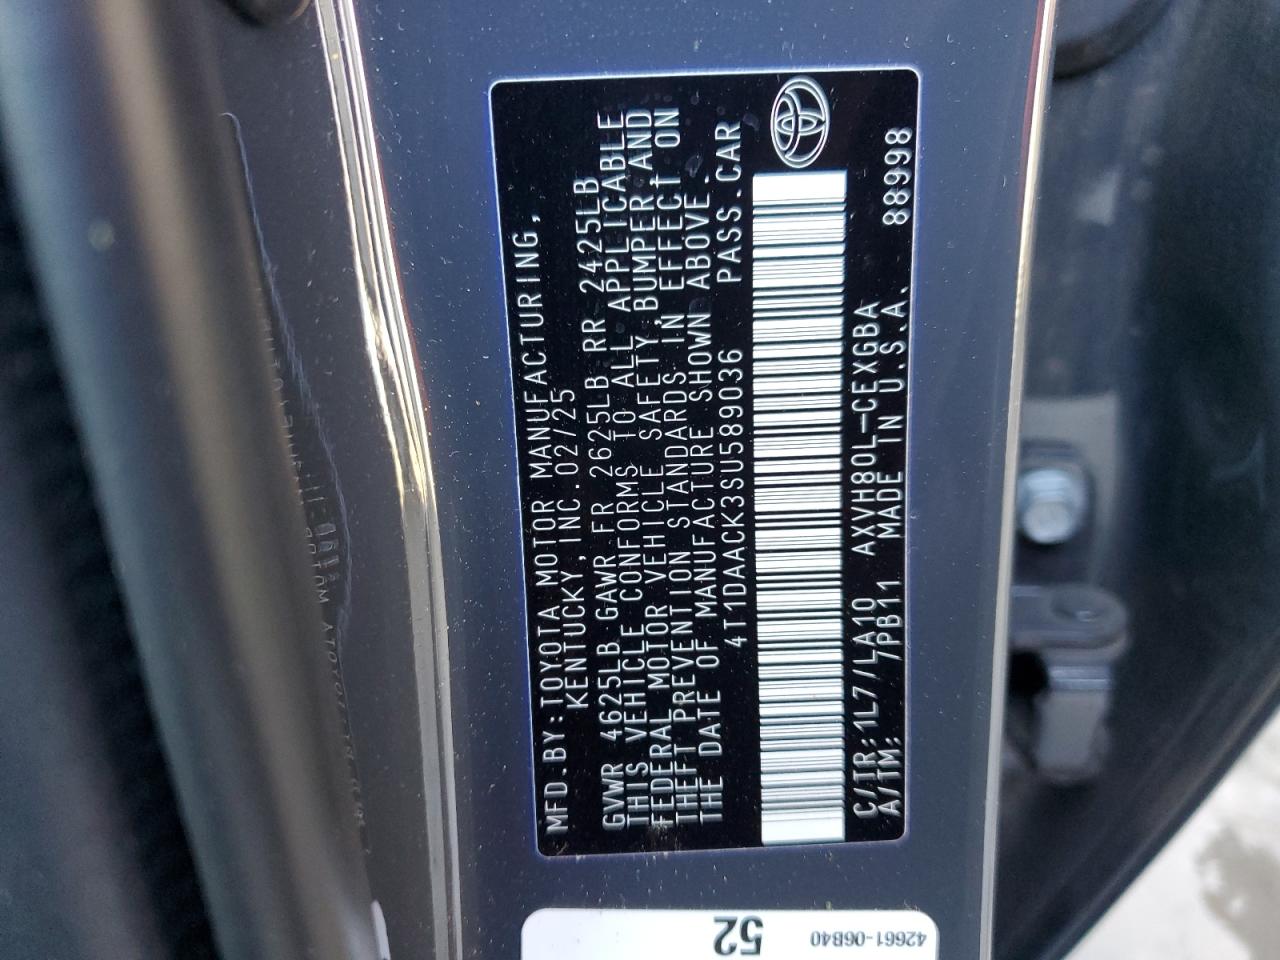 MFD.BY:TOYOTA MOTOR MANUFACTURING,
KENTUCKY, INC.02/25
GVWR 4625LB GAWR FR 2625LB RR 2425LB
THIS VEHICLE CONFORMS TO ALL APPLICABLE
FEDERAL MOTOR VEHICLE SAFETY, BUMPER AND
THEFT PREVENTION STANDARDS IN EFFECT ON
THE DATE OF MANUFACTURE SHOWN ABOVE.
4T1DAACK3SU589036 PASS.CAR
C/TR:1L7/LA10 AXVH80L-CEXGBA
A/TM: /PB11 MADE IN U.S.A. 88998
52
42661-06B40